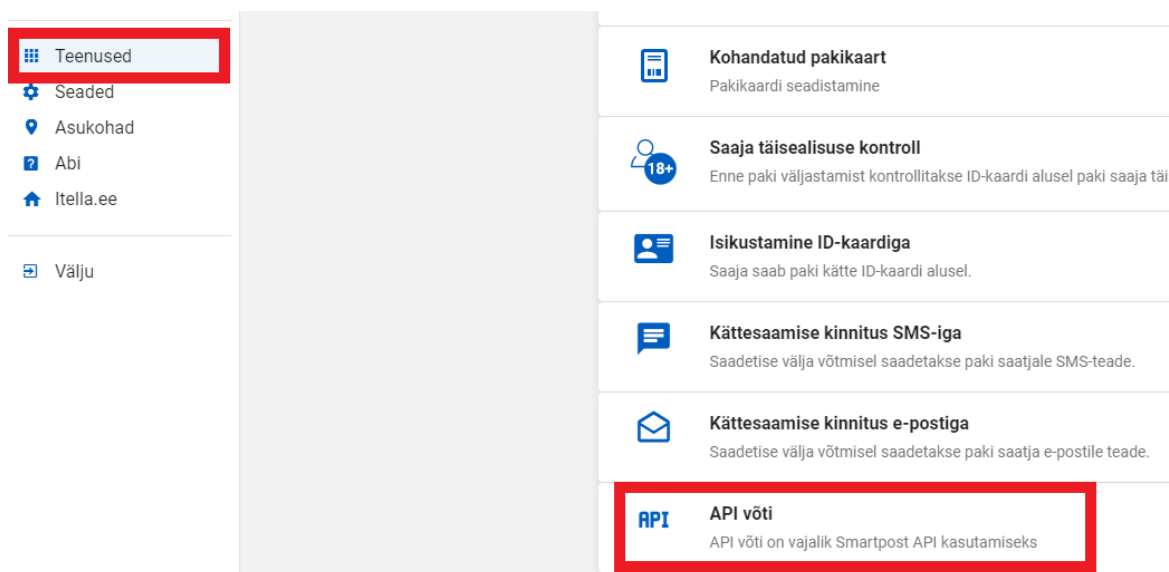 Teenused
Seaded
Asukohad
Abi
Itella.ee
Välju
Kohandatud pakikaart
Pakikaardi seadistamine
18+
Saaja täisealisuse kontroll
Enne paki väljastamist kontrollitakse ID-kaardi alusel paki saaja täi
Isikustamine ID-kaardiga
Saaja saab paki kätte ID-kaardi alusel.
Kättesaamise kinnitus SMS-iga
Saadetise välja võtmisel saadetakse paki saatjale SMS-teade.
Kättesaamise kinnitus e-postiga
Saadetise välja võtmisel saadetakse paki saatja e-postile teade.
API
API võti
API võti on vajalik Smartpost API kasutamiseks